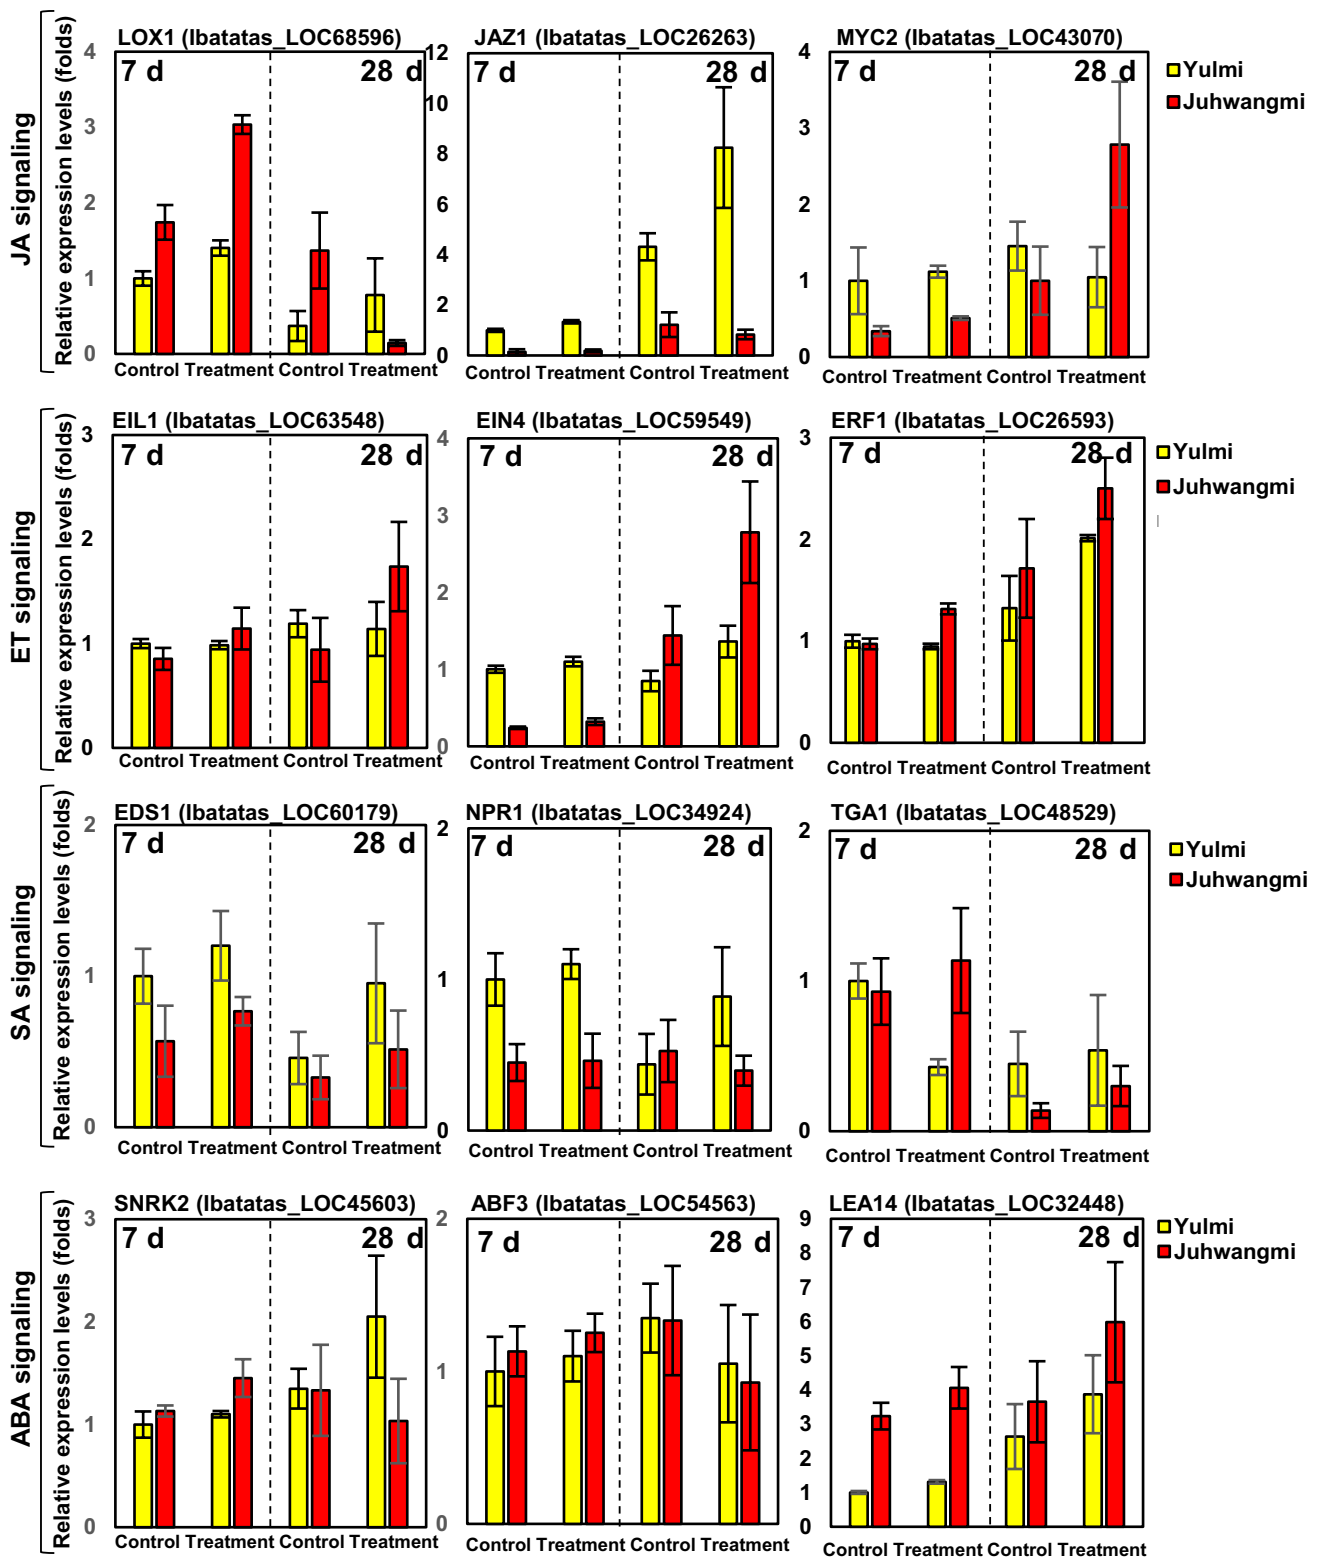 JA signaling
Relative expression levels (folds)
LOX1 (Ibatatas_LOC68596)
7 d
28 d
4
3
2
1
0
Control Treatment Control Treatment
JAZ1 (Ibatatas_LOC26263)
7 d
28 d
12
10
8
6
4
2
0
Control Treatment Control Treatment
MYC2 (Ibatatas_LOC43070)
7 d
28 d
4
3
2
1
0
Control Treatment Control Treatment
Yulmi
Juhwangmi
ET signaling
Relative expression levels (folds)
EIL1 (Ibatatas_LOC63548)
7 d
28 d
3
2
1
0
Control Treatment Control Treatment
EIN4 (Ibatatas_LOC59549)
7 d
28 d
4
3
2
1
0
Control Treatment Control Treatment
ERF1 (Ibatatas_LOC26593)
7 d
28 d
3
2
1
0
Control Treatment Control Treatment
Yulmi
Juhwangmi
SA signaling
Relative expression levels (folds)
EDS1 (Ibatatas_LOC60179)
7 d
28 d
2
1
0
Control Treatment Control Treatment
NPR1 (Ibatatas_LOC34924)
7 d
28 d
2
1
0
Control Treatment Control Treatment
TGA1 (Ibatatas_LOC48529)
7 d
28 d
2
1
0
Control Treatment Control Treatment
Yulmi
Juhwangmi
ABA signaling
Relative expression levels (folds)
SNRK2 (Ibatatas_LOC45603)
7 d
28 d
3
2
1
0
Control Treatment Control Treatment
ABF3 (Ibatatas_LOC54563)
7 d
28 d
2
1
0
Control Treatment Control Treatment
LEA14 (Ibatatas_LOC32448)
7 d
28 d
9
8
7
6
5
4
3
2
1
0
Control Treatment Control Treatment
Yulmi
Juhwangmi